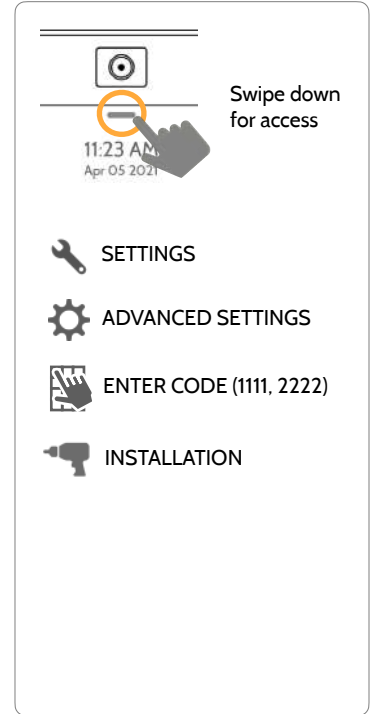 Swipe down
for access
11:23 AM
Apr 05 2021
SETTINGS
ADVANCED SETTINGS
ENTER CODE (1111, 2222)
INSTALLATION